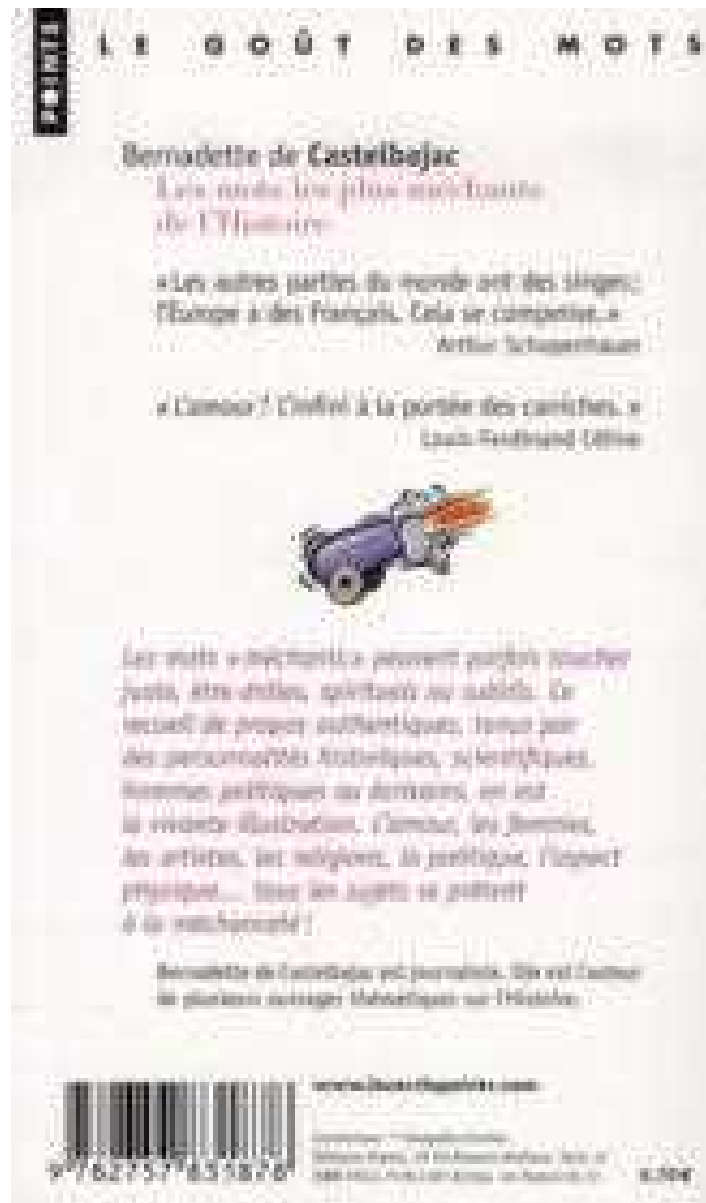 POINTS
LE GOÛT DES MOTS
Bernadette de Castelbajac
Les mots les plus méchants
de l'Histoire
« Les autres parties du monde ont des singes ;
l'Europe a des Français. Cela se compense. »
Arthur Schopenhauer
« L'amour ? L'infini à la portée des caniches. »
Louis-Ferdinand Céline
Les mots « méchants » peuvent parfois toucher
juste, être drôles, spirituels ou subtils. Ce
recueil de propos authentiques, tenus par
des personnalités historiques, scientifiques,
hommes politiques ou écrivains, en est
la vivante illustration. L'amour, les femmes,
les artistes, les religions, la politique, l'aspect
physique... tous les sujets se prêtent
à la méchanceté !
Bernadette de Castelbajac est journaliste. Elle est l'auteur
de plusieurs ouvrages thématiques sur l'Histoire.
www.lecerclepoints.com